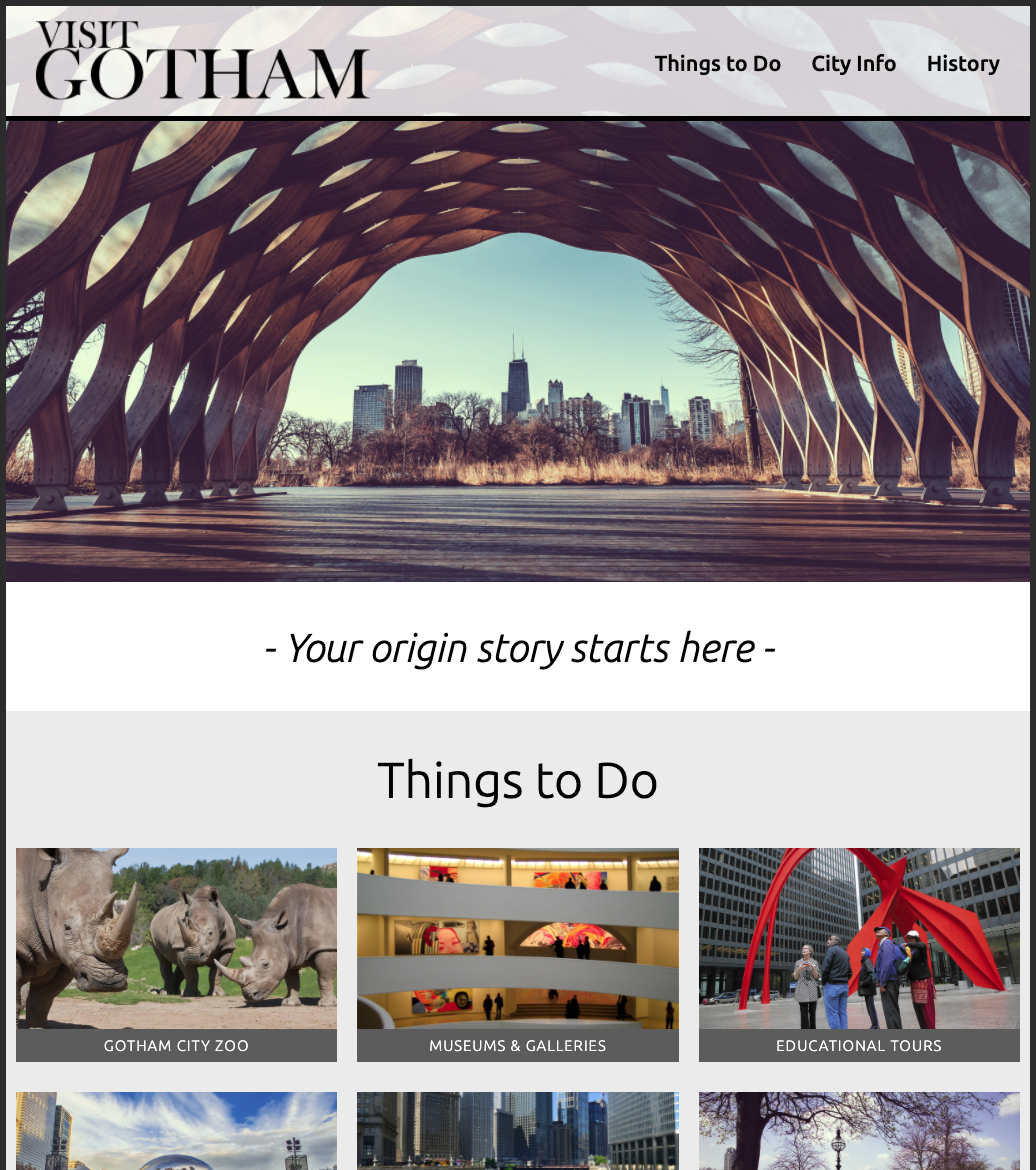 VISIT
GOTHAM
Things to Do City Info History
- Your origin story starts here -
Things to Do
GOTHAM CITY ZOO
MUSEUMS & GALLERIES
EDUCATIONAL TOURS